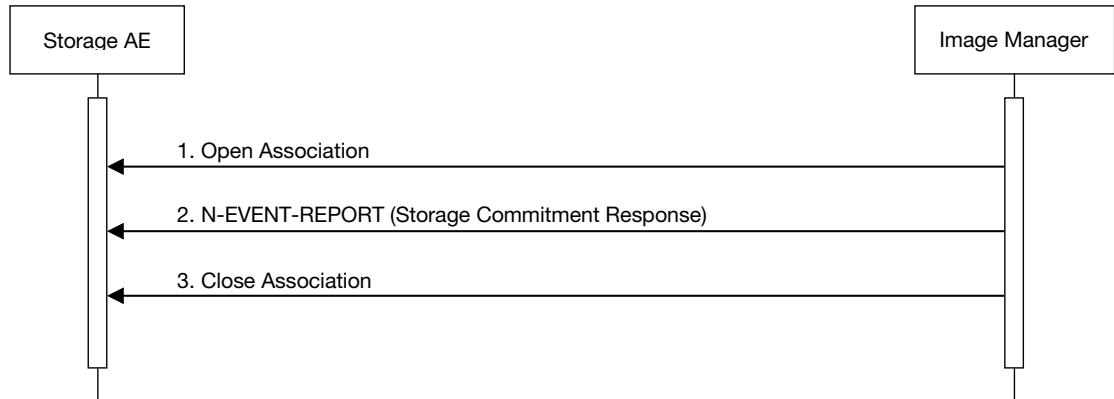 Storage AE
Image Manager
1. Open Association
2. N-EVENT-REPORT (Storage Commitment Response)
3. Close Association